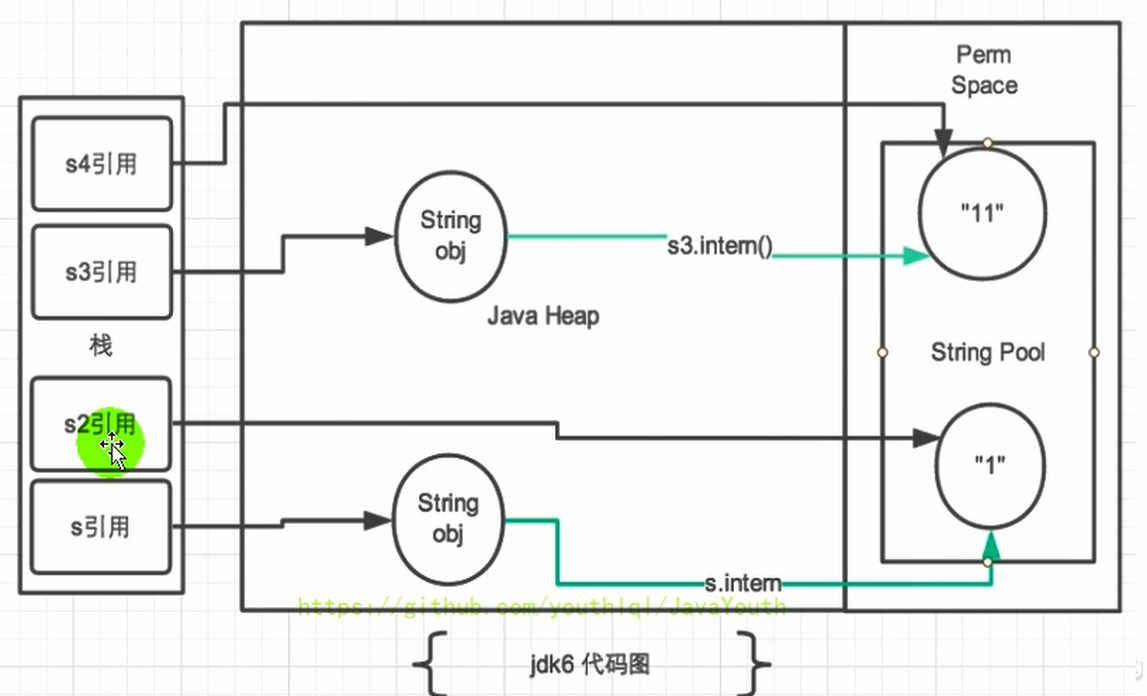 Perm
Space
s4引用
"11"
s3引用
String
obj
s3.intern()
Java Heap
栈
String Pool
s2引用
"1"
s引用
String
obj
s.intern
https://github.com/youthlql/JavaYouth
jdk6 代码图